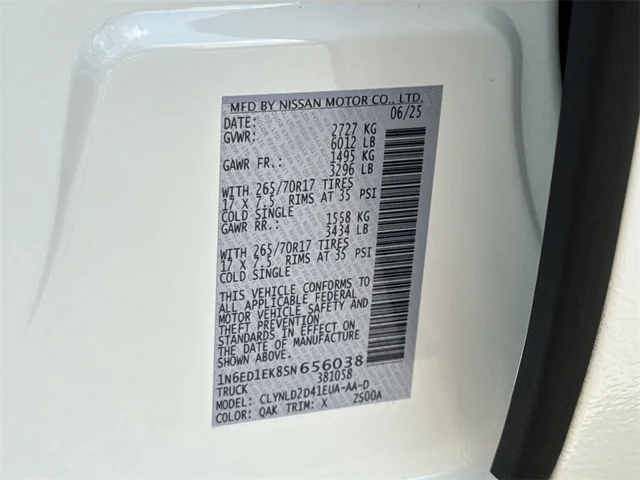 MFD BY NISSAN MOTOR CO., LTD.
DATE: 06/25
GVWR: 2727 KG
6012 LB
GAWR FR.: 1495 KG
3296 LB
WITH 265/70R17 TIRES
17 X 7.5 RIMS AT 35 PSI
COLD SINGLE
GAWR RR.: 1558 KG
3434 LB
WITH 265/70R17 TIRES
17 X 7.5 RIMS AT 35 PSI
COLD SINGLE
THIS VEHICLE CONFORMS TO
ALL APPLICABLE FEDERAL
MOTOR VEHICLE SAFETY AND
THEFT PREVENTION
STANDARDS IN EFFECT ON
THE DATE OF MANUFACTURE
SHOWN ABOVE.
1N6ED1EK8SN656038
TRUCK 381058
MODEL: CLYNLD2D41EUA-AA-D
COLOR: QAK TRIM: X 2S00A